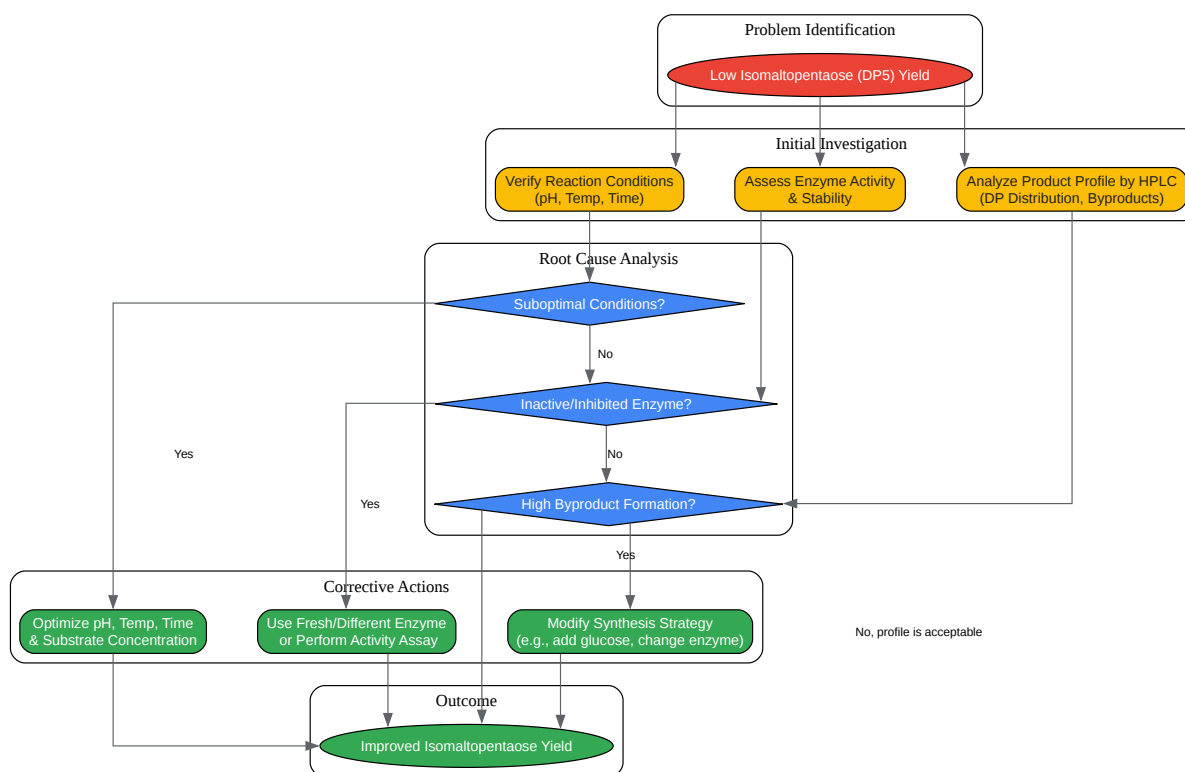 Problem Identification
Low Isomaltopentaose (DP5) Yield
Initial Investigation
Verify Reaction Conditions
(pH, Temp, Time)
Assess Enzyme Activity
& Stability
Analyze Product Profile by HPLC
(DP Distribution, Byproducts)
Root Cause Analysis
Suboptimal Conditions?
No
Inactive/Inhibited Enzyme?
Yes
No
High Byproduct Formation?
Yes
Yes
Corrective Actions
Optimize pH, Temp, Time
& Substrate Concentration
Use Fresh/Different Enzyme
or Perform Activity Assay
Modify Synthesis Strategy
(e.g., add glucose, change enzyme)
No, profile is acceptable
Outcome
Improved Isomaltopentaose Yield